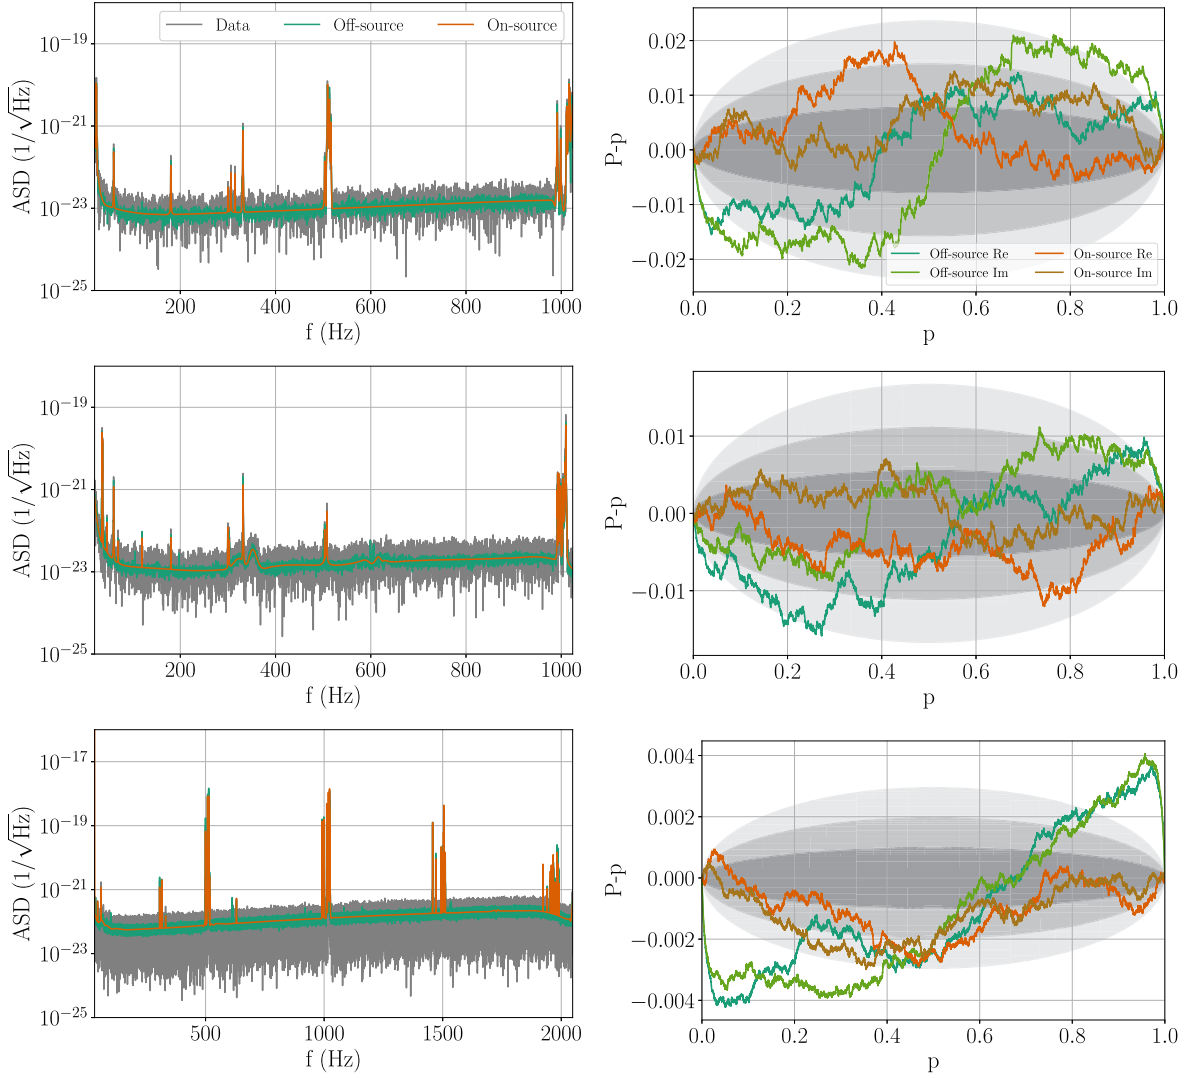 Data Off-source On-source
10⁻¹⁹
10⁻²¹
10⁻²³
10⁻²⁵
ASD (1/√Hz)
200 400 600 800 1000
f (Hz)
0.02
0.01
0.00
−0.01
−0.02
P-p
Off-source Re On-source Re
Off-source Im On-source Im
0.0 0.2 0.4 0.6 0.8 1.0
p
10⁻¹⁹
10⁻²¹
10⁻²³
10⁻²⁵
ASD (1/√Hz)
200 400 600 800 1000
f (Hz)
0.01
0.00
−0.01
P-p
0.0 0.2 0.4 0.6 0.8 1.0
p
10⁻¹⁷
10⁻¹⁹
10⁻²¹
10⁻²³
10⁻²⁵
ASD (1/√Hz)
500 1000 1500 2000
f (Hz)
0.004
0.002
0.000
−0.002
−0.004
P-p
0.0 0.2 0.4 0.6 0.8 1.0
p